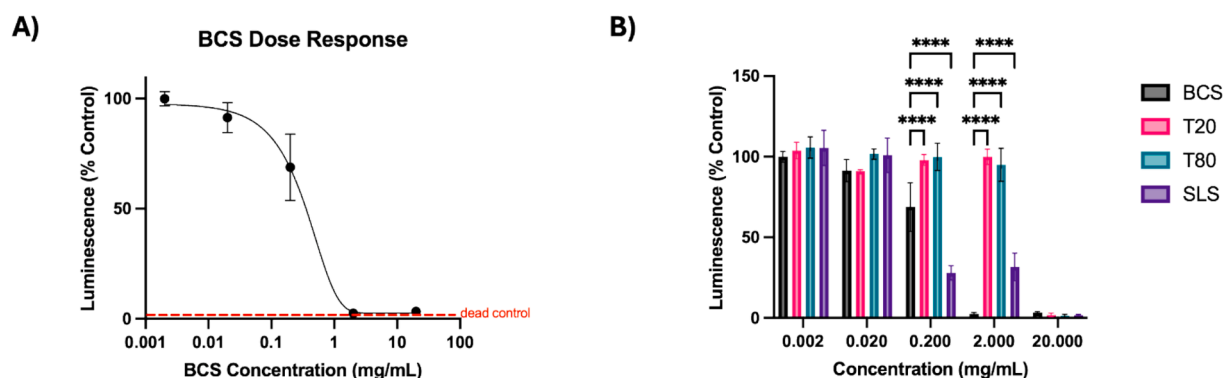 A)
BCS Dose Response
Luminescence (% Control)
100
50
0
dead control
0.001 0.01 0.1 1 10 100
BCS Concentration (mg/mL)
B)
Luminescence (% Control)
150
100
50
0
**** ****
**** ****
**** ****
0.002 0.020 0.200 2.000 20.000
Concentration (mg/mL)
BCS
T20
T80
SLS